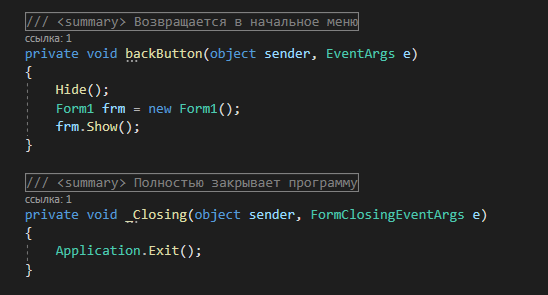 /// <summary> Возвращается в начальное меню
ссылка: 1
private void backButton(object sender, EventArgs e)
{
Hide();
Form1 frm = new Form1();
frm.Show();
}
/// <summary> Полностью закрывает программу
ссылка: 1
private void _Closing(object sender, FormClosingEventArgs e)
{
Application.Exit();
}